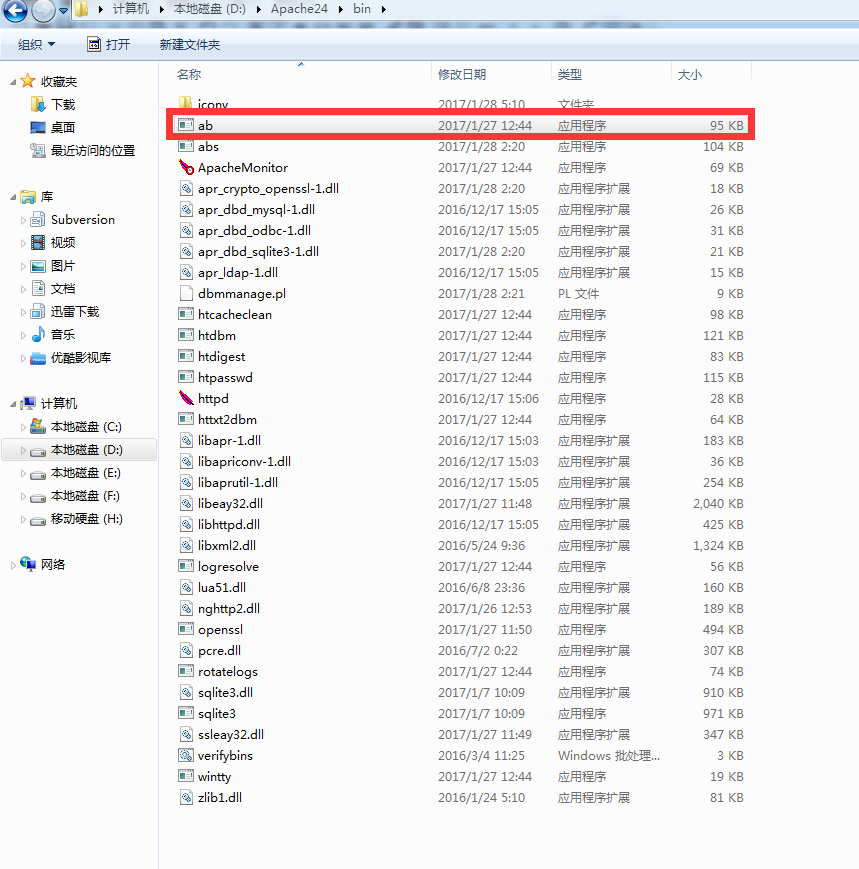 计算机 本地磁盘 (D:) Apache24 bin
组织 打开 新建文件夹
收藏夹
下载
桌面
最近访问的位置
库
Subversion
视频
图片
文档
迅雷下载
音乐
优酷影视库
计算机
本地磁盘 (C:)
本地磁盘 (D:)
本地磁盘 (E:)
本地磁盘 (F:)
移动硬盘 (H:)
网络
名称 修改日期 类型 大小
iconv 2017/1/28 5:10 文件夹
ab 2017/1/27 12:44 应用程序 95 KB
abs 2017/1/28 2:20 应用程序 104 KB
ApacheMonitor 2017/1/27 12:44 应用程序 69 KB
apr_crypto_openssl-1.dll 2017/1/28 2:20 应用程序扩展 18 KB
apr_dbd_mysql-1.dll 2016/12/17 15:05 应用程序扩展 26 KB
apr_dbd_odbc-1.dll 2016/12/17 15:05 应用程序扩展 31 KB
apr_dbd_sqlite3-1.dll 2017/1/28 2:20 应用程序扩展 21 KB
apr_ldap-1.dll 2016/12/17 15:05 应用程序扩展 15 KB
dbmmanage.pl 2017/1/28 2:21 PL 文件 9 KB
htcacheclean 2017/1/27 12:44 应用程序 98 KB
htdbm 2017/1/27 12:44 应用程序 121 KB
htdigest 2017/1/27 12:44 应用程序 83 KB
htpasswd 2017/1/27 12:44 应用程序 115 KB
httpd 2016/12/17 15:06 应用程序 28 KB
httxt2dbm 2017/1/27 12:44 应用程序 64 KB
libapr-1.dll 2016/12/17 15:03 应用程序扩展 183 KB
libapriconv-1.dll 2016/12/17 15:03 应用程序扩展 36 KB
libaprutil-1.dll 2016/12/17 15:05 应用程序扩展 254 KB
libeay32.dll 2017/1/27 11:48 应用程序扩展 2,040 KB
libhttpd.dll 2016/12/17 15:05 应用程序扩展 425 KB
libxml2.dll 2016/5/24 9:36 应用程序扩展 1,324 KB
logresolve 2017/1/27 12:44 应用程序 56 KB
lua51.dll 2016/6/8 23:36 应用程序扩展 160 KB
nghttp2.dll 2017/1/26 12:53 应用程序扩展 189 KB
openssl 2017/1/27 11:50 应用程序 494 KB
pcre.dll 2016/7/2 0:22 应用程序扩展 307 KB
rotatelogs 2017/1/27 12:44 应用程序 74 KB
sqlite3.dll 2017/1/7 10:09 应用程序扩展 910 KB
sqlite3 2017/1/7 10:09 应用程序 971 KB
ssleay32.dll 2017/1/27 11:49 应用程序扩展 347 KB
verifybins 2016/3/4 11:25 Windows 批处理... 3 KB
wintty 2017/1/27 12:44 应用程序 19 KB
zlib1.dll 2016/1/24 5:10 应用程序扩展 81 KB